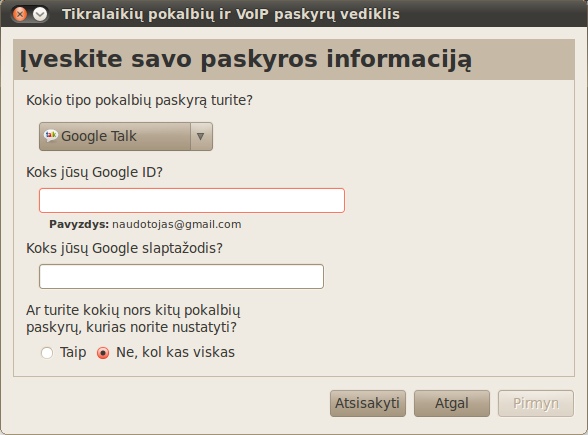 Tikralaikių pokalbių ir VoIP paskyrų vediklis
Įveskite savo paskyros informaciją
Kokio tipo pokalbių paskyrą turite?
talk Google Talk
Koks jūsų Google ID?
Pavyzdys: naudotojas@gmail.com
Koks jūsų Google slaptažodis?
Ar turite kokių nors kitų pokalbių
paskyrų, kurias norite nustatyti?
Taip Ne, kol kas viskas
Atsisakyti Atgal Pirmyn